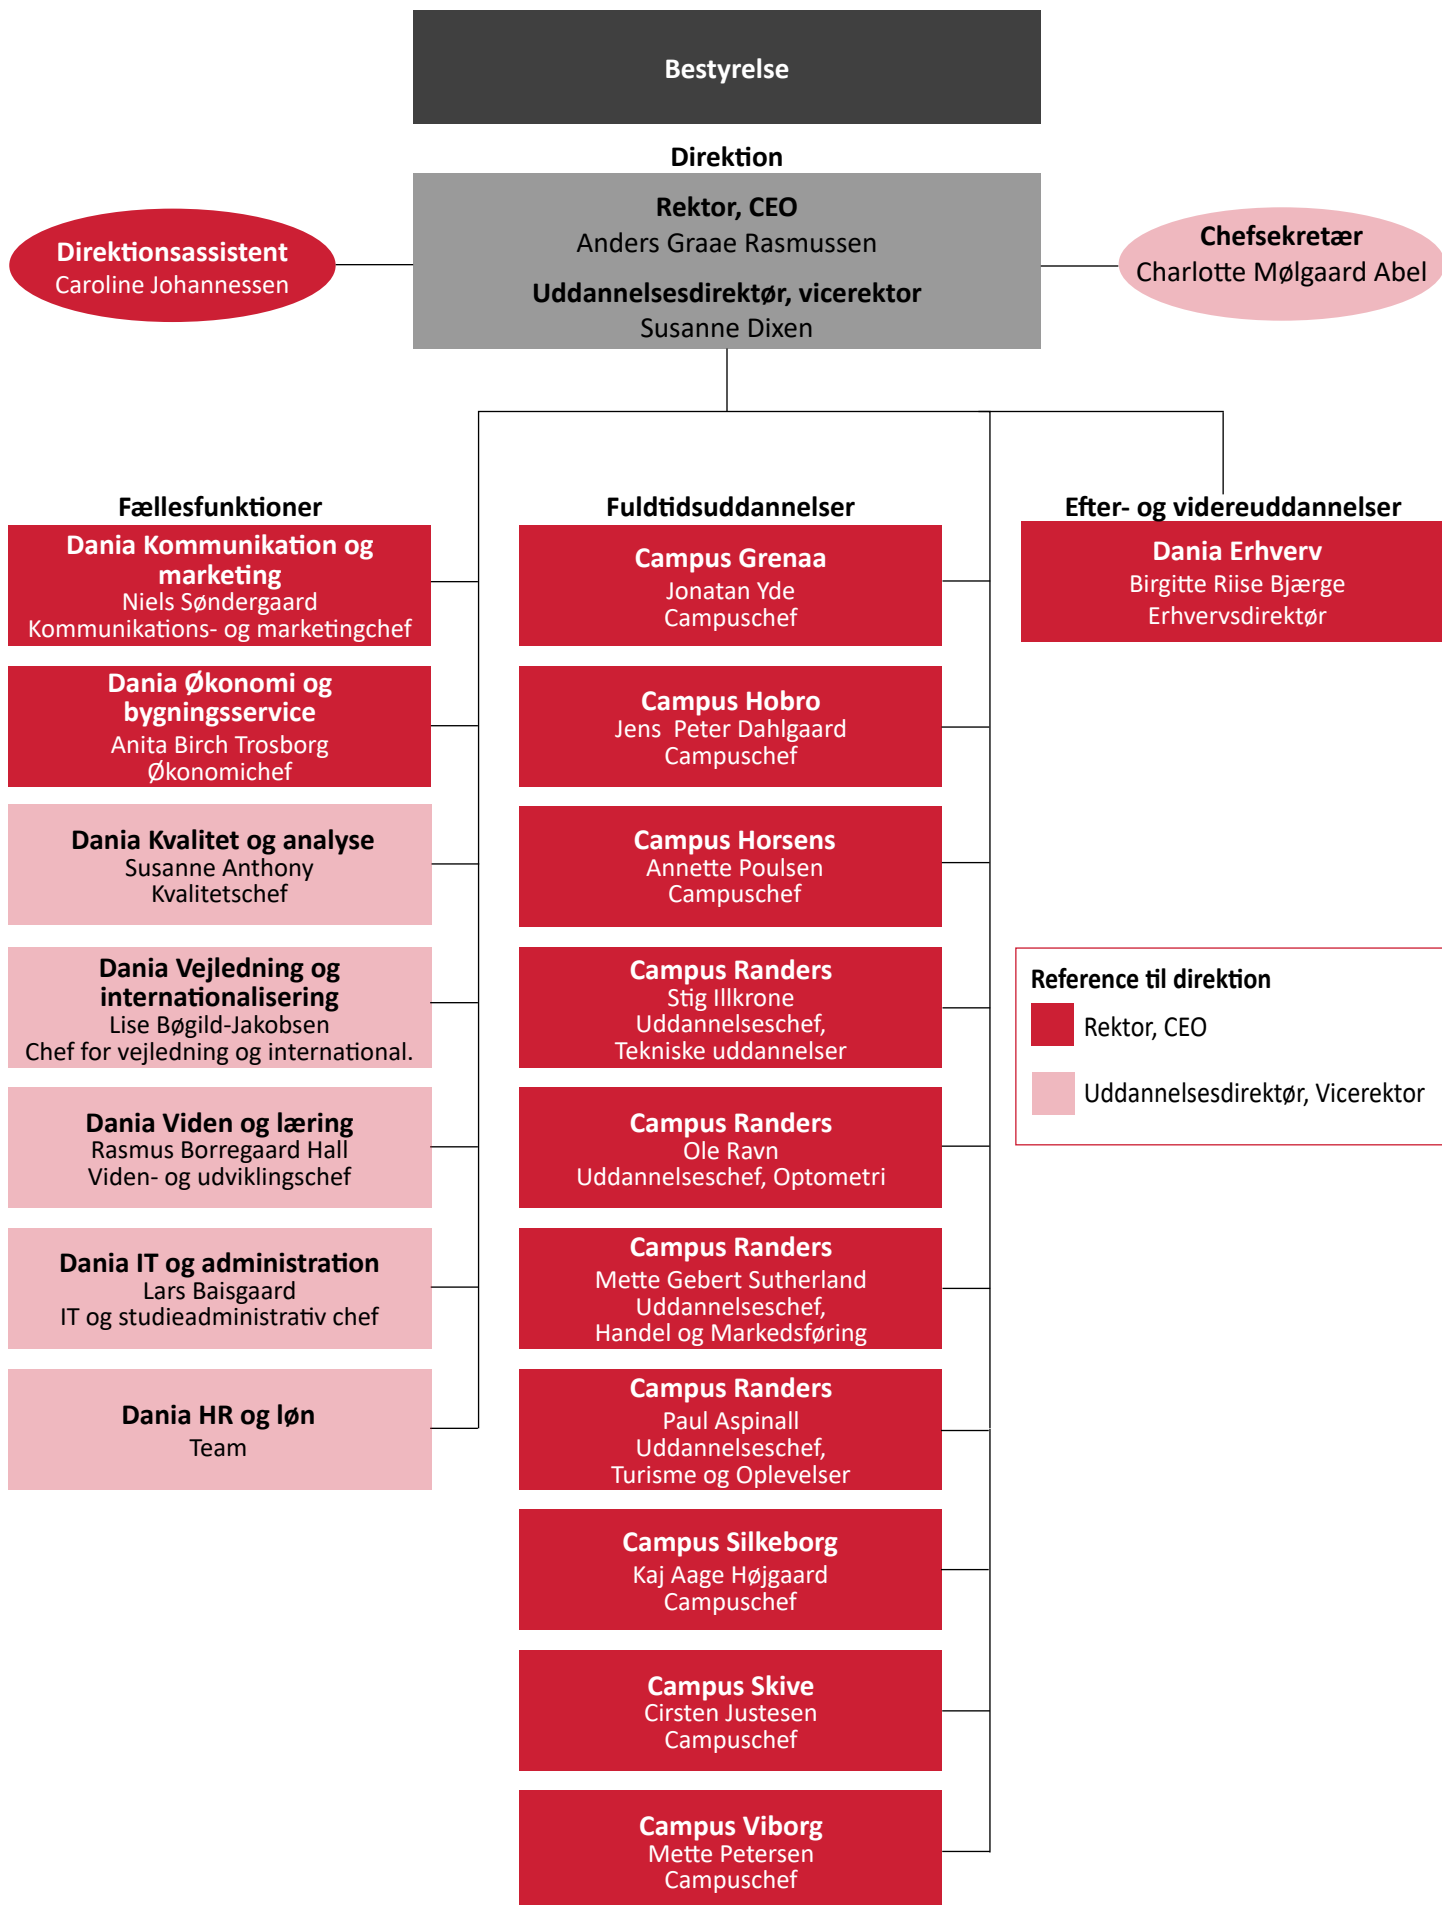 Bestyrelse
Direktion
Rektor, CEO
Anders Graae Rasmussen
Uddannelsesdirektør, vicerektor
Susanne Dixen
Direktionsassistent
Caroline Johannessen
Chefsekretær
Charlotte Mølgaard Abel
Fællesfunktioner
Dania Kommunikation og
marketing
Niels Søndergaard
Kommunikations- og marketingchef
Dania Økonomi og
bygningsservice
Anita Birch Trosborg
Økonomichef
Dania Kvalitet og analyse
Susanne Anthony
Kvalitetschef
Dania Vejledning og
internationalisering
Lise Bøgild-Jakobsen
Chef for vejledning og international.
Dania Viden og læring
Rasmus Borregaard Hall
Viden- og udviklingschef
Dania IT og administration
Lars Baisgaard
IT og studieadministrativ chef
Dania HR og løn
Team
Fuldtidsuddannelser
Campus Grenaa
Jonatan Yde
Campuschef
Campus Hobro
Jens  Peter Dahlgaard
Campuschef
Campus Horsens
Annette Poulsen
Campuschef
Campus Randers
Stig Illkrone
Uddannelseschef,
Tekniske uddannelser
Campus Randers
Ole Ravn
Uddannelseschef, Optometri
Campus Randers
Mette Gebert Sutherland
Uddannelseschef,
Handel og Markedsføring
Campus Randers
Paul Aspinall
Uddannelseschef,
Turisme og Oplevelser
Campus Silkeborg
Kaj Aage Højgaard
Campuschef
Campus Skive
Cirsten Justesen
Campuschef
Campus Viborg
Mette Petersen
Campuschef
Efter- og videreuddannelser
Dania Erhverv
Birgitte Riise Bjærge
Erhvervsdirektør
Reference til direktion
Rektor, CEO
Uddannelsesdirektør, Vicerektor